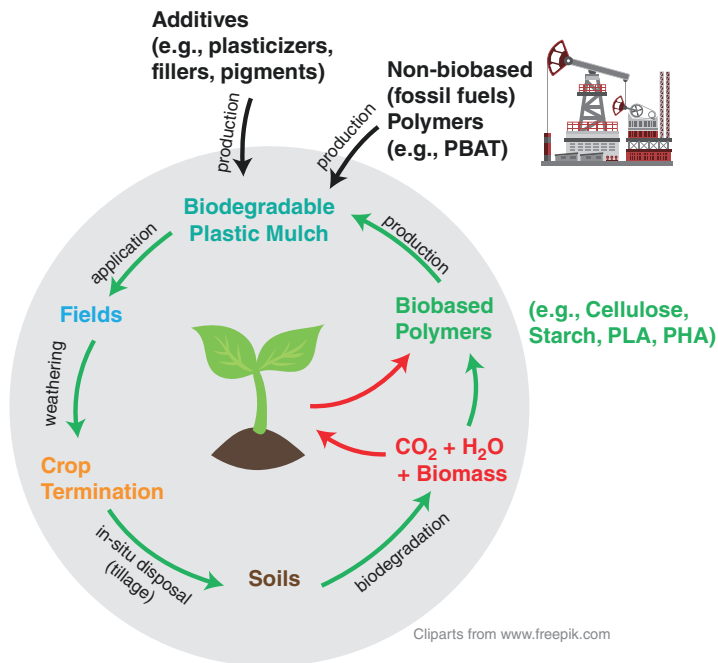 Additives
(e.g., plasticizers,
fillers, pigments)
Non-biobased
(fossil fuels)
Polymers
(e.g., PBAT)
production
production
Biodegradable
Plastic Mulch
application
production
Fields
Biobased
Polymers
(e.g., Cellulose,
Starch, PLA, PHA)
weathering
CO₂ + H₂O
+ Biomass
Crop
Termination
in-situ disposal
(tillage)
Soils
biodegradation
Cliparts from www.freepik.com